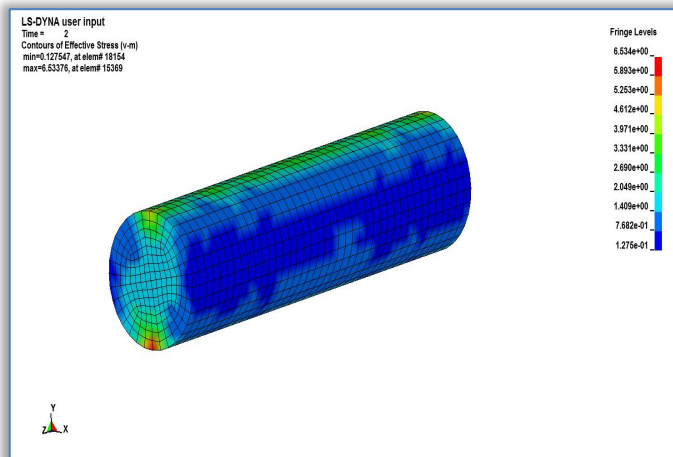 LS-DYNA user input
Time = 2
Contours of Effective Stress (v-m)
min=0.127547, at elem# 18154
max=6.53376, at elem# 15369
Fringe Levels
6.534e+00
5.893e+00
5.253e+00
4.612e+00
3.971e+00
3.331e+00
2.690e+00
2.049e+00
1.409e+00
7.682e-01
1.275e-01
Y
Z X